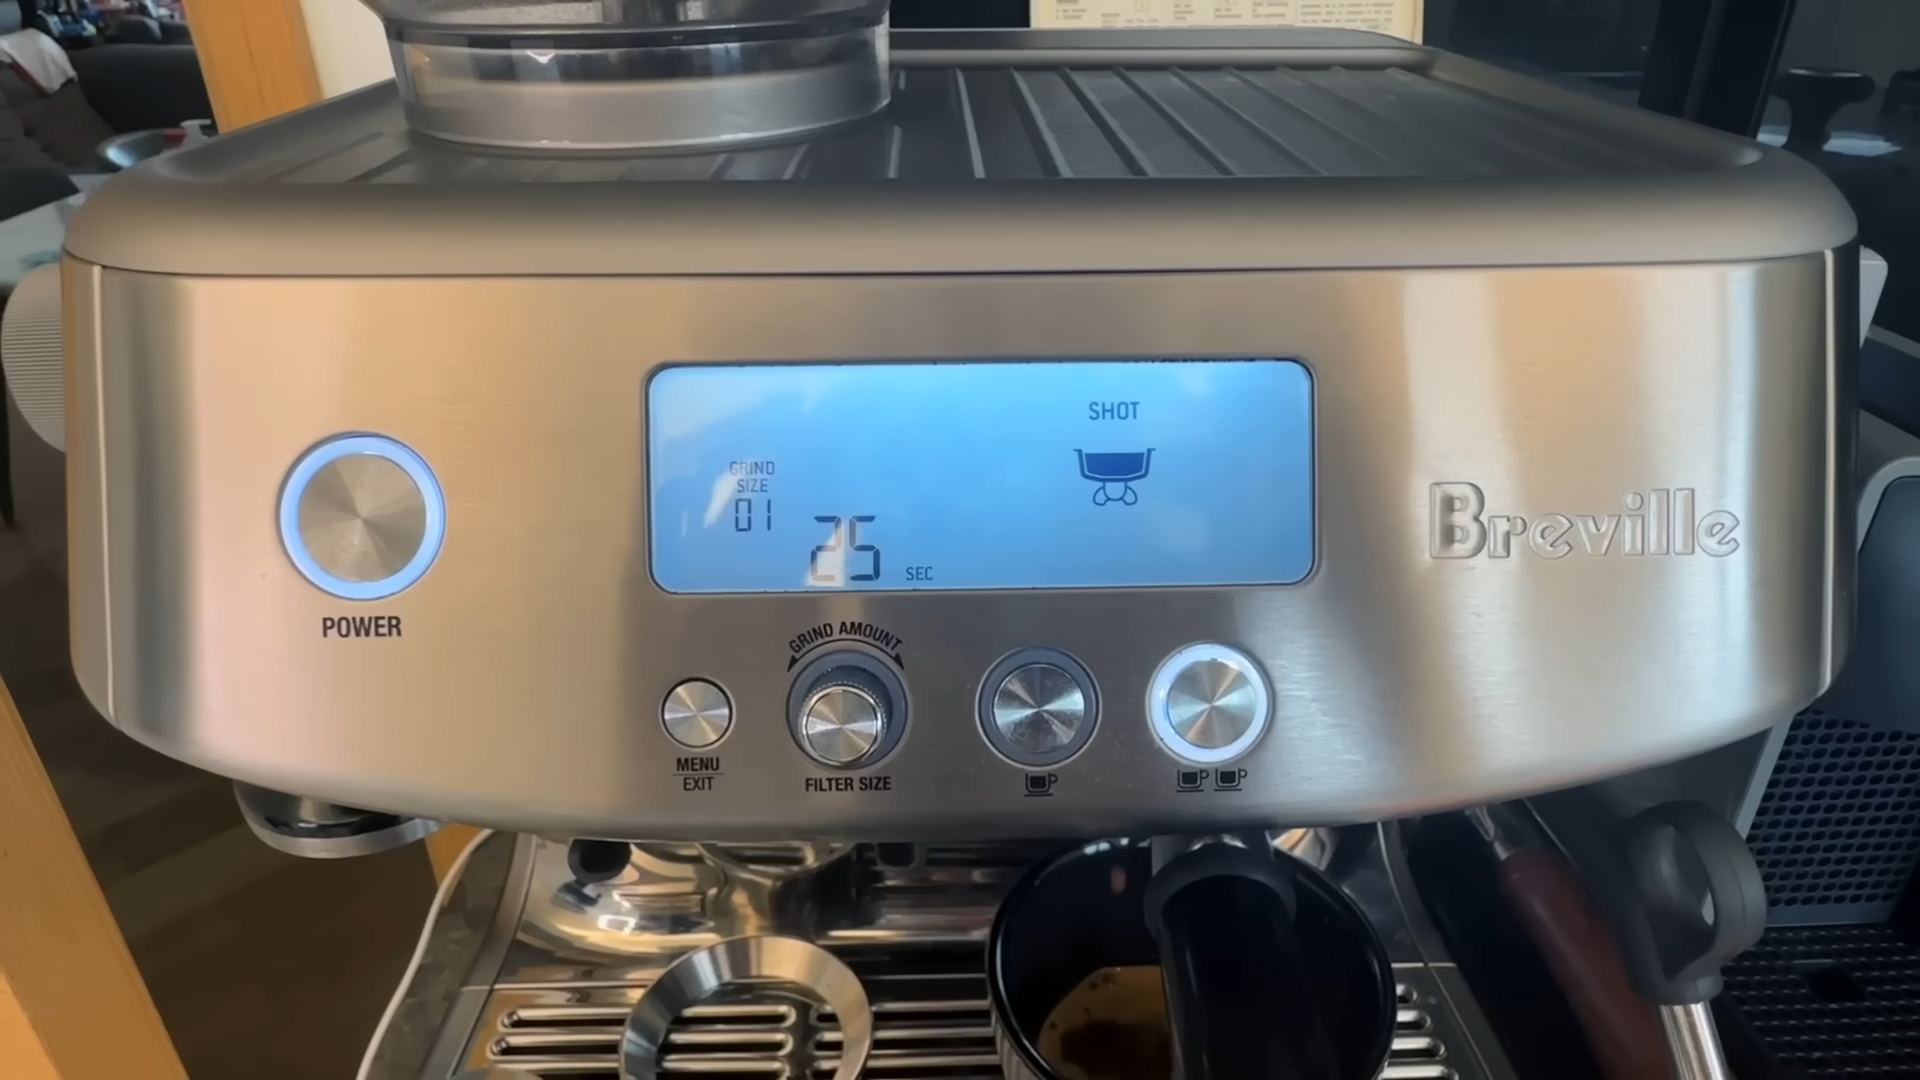 SHOT
GRIND
SIZE
01
25 SEC
Breville
POWER
GRIND AMOUNT
MENU
EXIT
FILTER SIZE